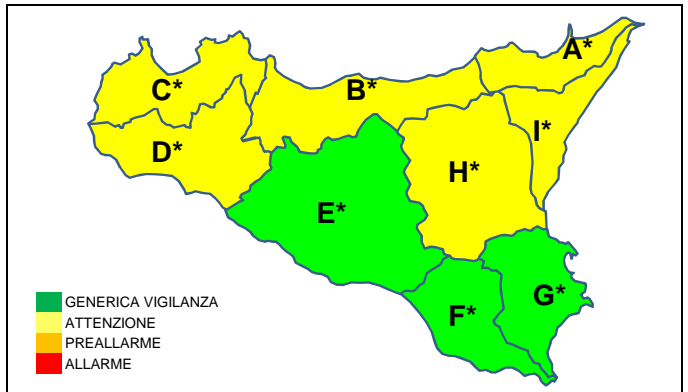 A*
C*
B*
I*
D*
H*
E*
G*
F*
GENERICA VIGILANZA
ATTENZIONE
PREALLARME
ALLARME